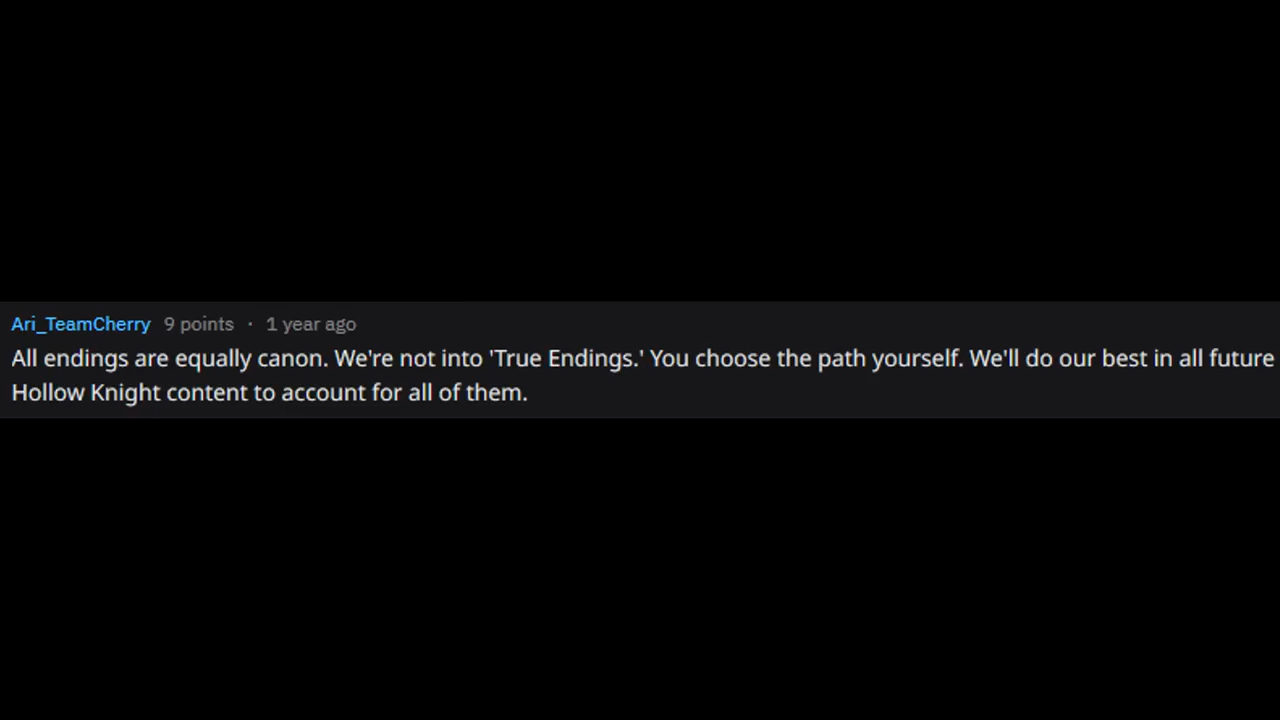 Ari_TeamCherry 9 points · 1 year ago
All endings are equally canon. We're not into 'True Endings.' You choose the path yourself. We'll do our best in all future
Hollow Knight content to account for all of them.